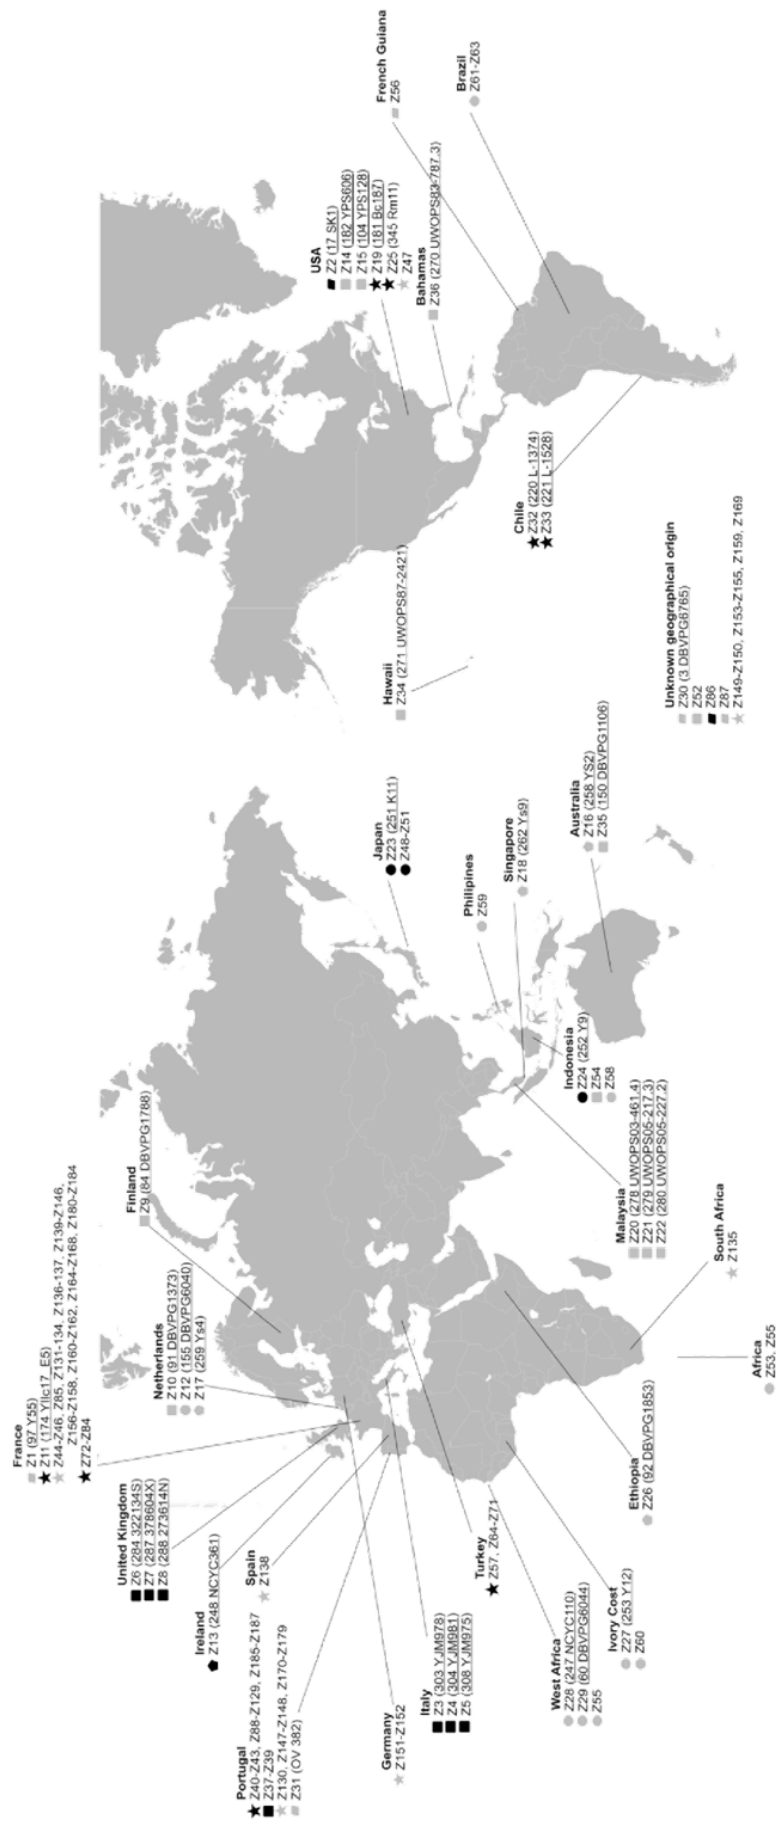 France
Z1 (97 Y55)
Z11 (174 Yllc17_E5)
Z44-Z46, Z85, Z131-134, Z136-137, Z139-Z146,
Z156-Z158, Z160-Z162, Z164-Z168, Z180-Z184
Z72-Z84
Finland
Z9 (84 DBVPG1788)
Netherlands
Z10 (91 DBVPG1373)
Z12 (155 DBVPG6040)
Z17 (259 Ys4)
United Kingdom
Z6 (284 322134S)
Z7 (287 378604X)
Z8 (288 273614N)
Ireland
Z13 (248 NCYC361)
Spain
Z138
Portugal
Z40-Z43, Z88-Z129, Z185-Z187
Z37-Z39
Z130, Z147-Z148, Z170-Z179
Z31 (OV 382)
Germany
Z151-Z152
Italy
Z3 (303 YJM978)
Z4 (304 YJM981)
Z5 (308 YJM975)
Turkey
Z57, Z64-Z71
West Africa
Z28 (247 NCYC110)
Z29 (60 DBVPG6044)
Z55
Ivory Cost
Z27 (253 Y12)
Z60
Ethiopia
Z26 (92 DBVPG1853)
Africa
Z53, Z55
South Africa
Z135
Malaysia
Z20 (278 UWOPS03-461.4)
Z21 (279 UWOPS05-217.3)
Z22 (280 UWOPS05-227.2)
Indonesia
Z24 (252 Y9)
Z54
Z58
Japan
Z23 (251 K11)
Z48-Z51
Philipines
Z59
Singapore
Z18 (262 Ys9)
Australia
Z16 (258 YS2)
Z35 (150 DBVPG1106)
Hawaii
Z34 (271 UWOPS87-2421)
Unknown geographical origin
Z30 (3 DBVPG6765)
Z52
Z86
Z87
Z149-Z150, Z153-Z155, Z159, Z169
Chile
Z32 (220 L-1374)
Z33 (221 L-1528)
USA
Z2 (17 SK1)
Z14 (182 YPS606)
Z15 (104 YPS128)
Z19 (181 Bc187)
Z25 (345 Rm11)
Z47
Bahamas
Z36 (270 UWOPS83-787.3)
French Guiana
Z56
Brazil
Z61-Z63